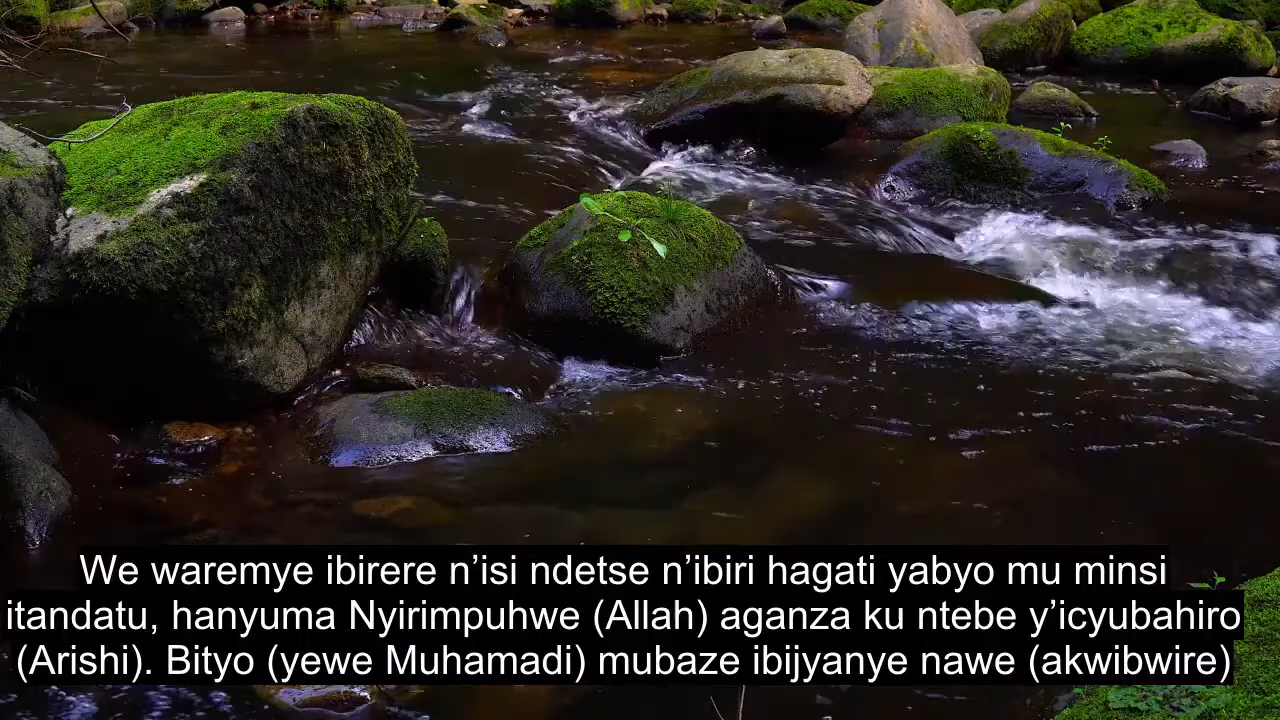 We waremye ibirere n’isi ndetse n’ibiri hagati yabyo mu minsi
itandatu, hanyuma Nyirimpuhwe (Allah) aganza ku ntebe y’icyubahiro
(Arishi). Bityo (yewe Muhamadi) mubaze ibijyanye nawe (akwibwire)